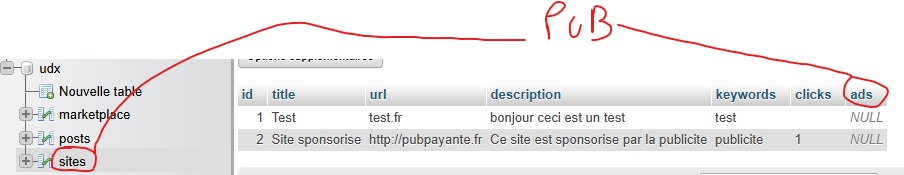 PUB
udx
Nouvelle table
marketplace
posts
sites
Options supplémentaires
id title url description keywords clicks ads
1 Test test.fr bonjour ceci est un test test NULL
2 Site sponsorise http://pubpayante.fr Ce site est sponsorise par la publicite publicite 1 NULL